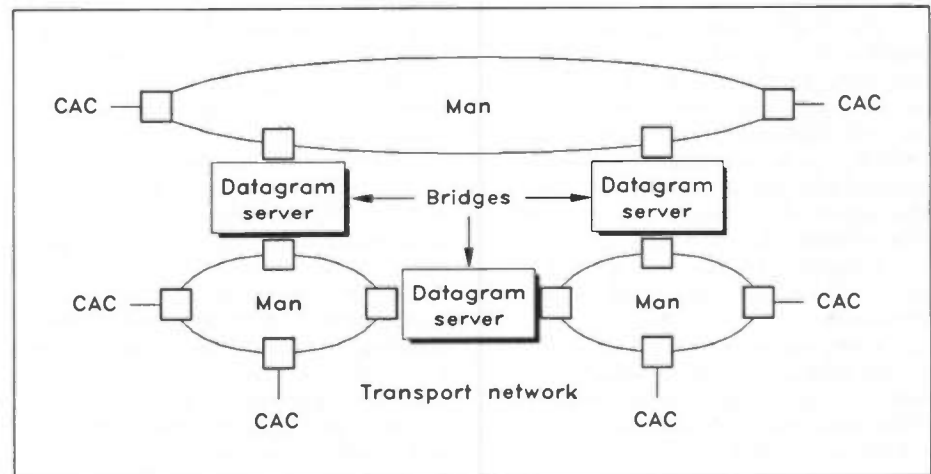 CAC
Man
CAC
Datagram
server
Bridges
Datagram
server
CAC
Man
Datagram
server
Man
CAC
CAC
Transport network
CAC